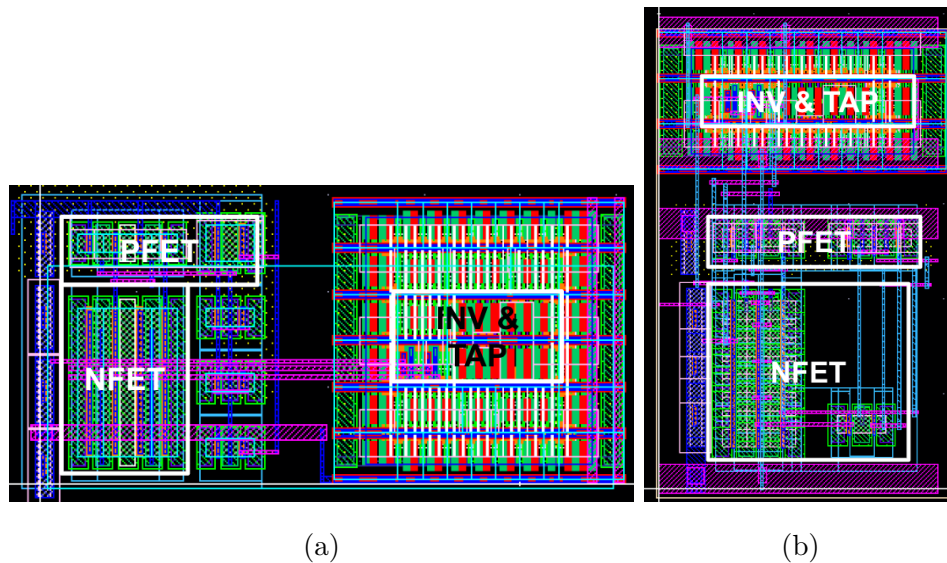 PFET
NFET
INV &
TAP
(a)
INV & TAP
PFET
NFET
(b)